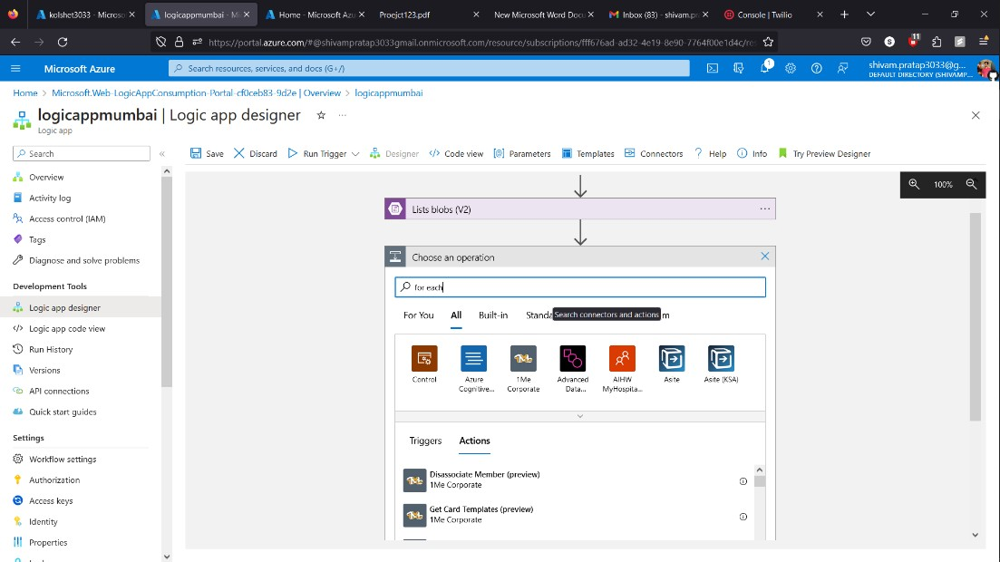 kolshet3033 - Microso
logicappmumbai - Mi
Home - Microsoft Azu
Proejct123.pdf
New Microsoft Word Docu
Inbox (83) - shivam.pr
Console | Twilio
https://portal.azure.com/#@shivampratap3033gmail.onmicrosoft.com/resource/subscriptions/fff676ad-ad32-4e19-8e90-7764f00e1d4c/re
11
Microsoft Azure
Search resources, services, and docs (G+/)
1
shivam.pratap3033@g...
DEFAULT DIRECTORY (SHIVAMP...
Home > Microsoft.Web-LogicAppConsumption-Portal-cf0ceb83-9d2e | Overview > logicappmumbai
logicappmumbai | Logic app designer
Logic app
Search
Save
Discard
Run Trigger
Designer
Code view
Parameters
Templates
Connectors
Help
Info
Try Preview Designer
Overview
Activity log
Access control (IAM)
Tags
Diagnose and solve problems
Development Tools
Logic app designer
Logic app code view
Run History
Versions
API connections
Quick start guides
Settings
Workflow settings
Authorization
Access keys
Identity
Properties
100%
Lists blobs (V2)
Choose an operation
for each
For You
All
Built-in
Standa
Search connectors and actions
m
Control
Azure Cognitive...
1Me Corporate
Advanced Data...
AIHW MyHospita...
Asite
Asite (KSA)
Triggers
Actions
Disassociate Member (preview)
1Me Corporate
Get Card Templates (preview)
1Me Corporate